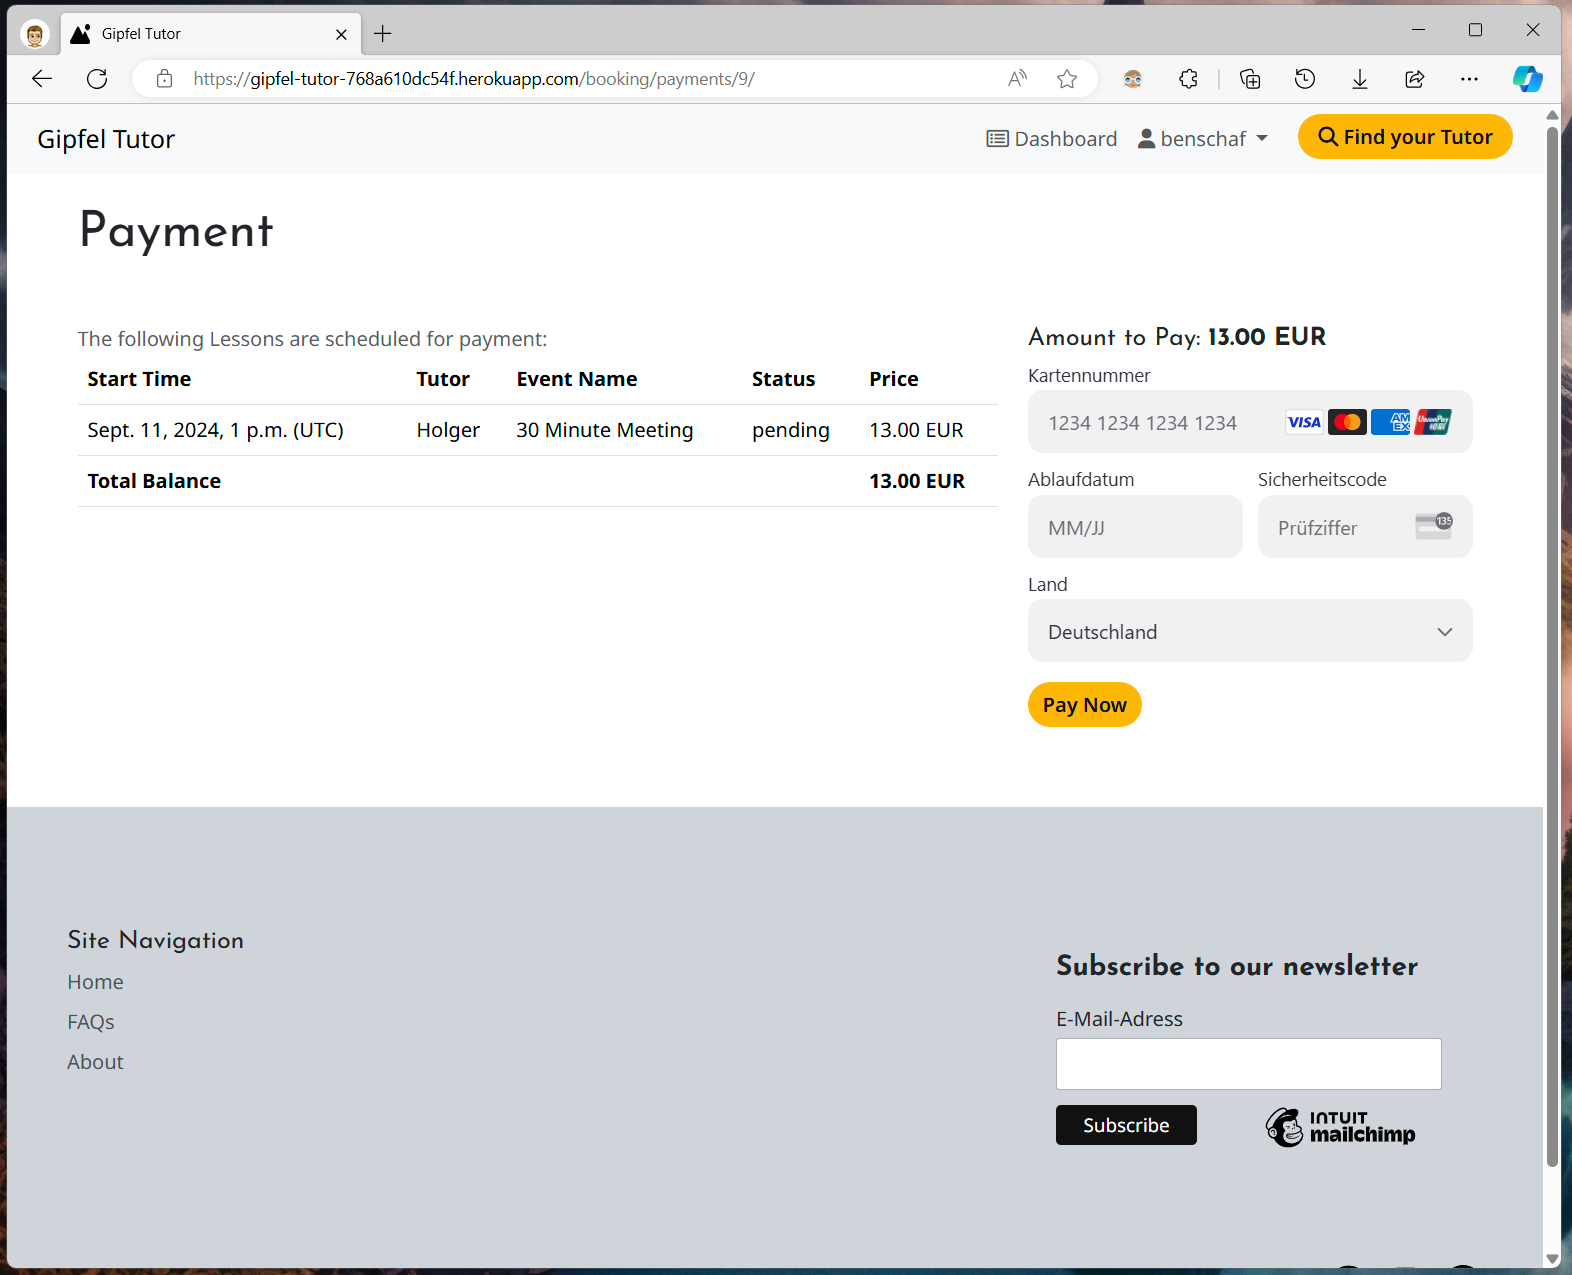 Gipfel Tutor
https://gipfel-tutor-768a610dc54f.herokuapp.com/booking/payments/9/
Gipfel Tutor
Dashboard
benschaf
Find your Tutor
Payment
The following Lessons are scheduled for payment:
Start Time Tutor Event Name Status Price
Sept. 11, 2024, 1 p.m. (UTC) Holger 30 Minute Meeting pending 13.00 EUR
Total Balance 13.00 EUR
Amount to Pay: 13.00 EUR
Kartennummer
1234 1234 1234 1234 VISA AM EX UnionPay
Ablaufdatum Sicherheitscode
MM/JJ Prüfziffer 135
Land
Deutschland
Pay Now
Site Navigation
Home
FAQs
About
Subscribe to our newsletter
E-Mail-Adress
Subscribe
INTUIT
mailchimp